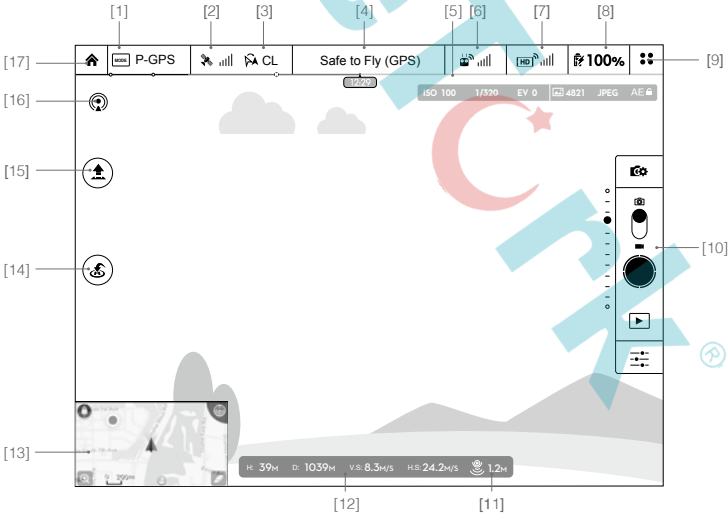 [1] [2] [3] [4] [5] [6] [7] [8]
[17] MODE P-GPS CL Safe to Fly (GPS) HD 100% [9]
12:29
[16] ISO 100 1/320 EV 0 4821 JPEG AE
[15]
[10]
[14]
®
[13]
H: 39M D: 1039M V.S: 8.3M/S H.S: 24.2M/S 1.2M
[12] [11]